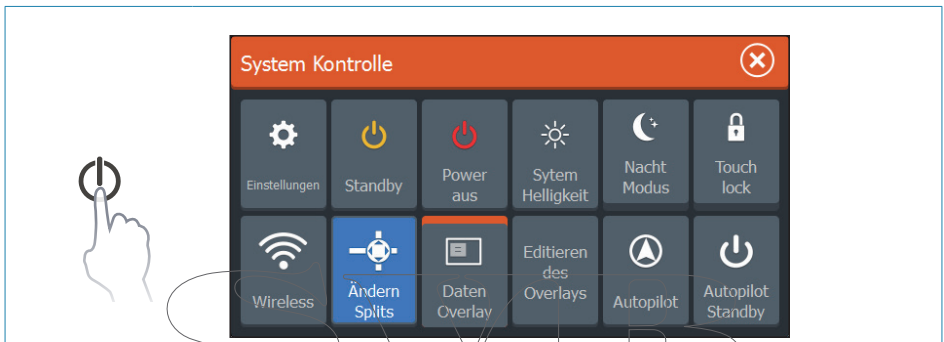 System Kontrolle
Einstellungen
Standby
Power
aus
Sytem
Helligkeit
Nacht
Modus
Touch
lock
Wireless
Ändern
Splits
Daten
Overlay
Editieren
des
Overlays
Autopilot
Autopilot
Standby